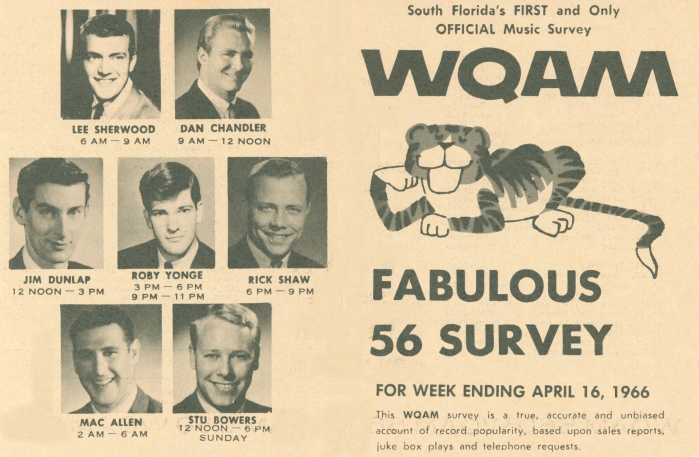 LEE SHERWOOD
6 AM — 9 AM
DAN CHANDLER
9 AM — 12 NOON
JIM DUNLAP
12 NOON — 3 PM
ROBY YONGE
3 PM — 6 PM
9 PM — 11 PM
RICK SHAW
6 PM — 9 PM
MAC ALLEN
2 AM — 6 AM
STU BOWERS
12 NOON — 6 PM
SUNDAY
South Florida's FIRST and Only
OFFICIAL Music Survey
WQAM
FABULOUS
56 SURVEY
FOR WEEK ENDING APRIL 16, 1966
This WQAM survey is a true, accurate and unbiased
account of record popularity, based upon sales reports,
juke box plays and telephone requests.